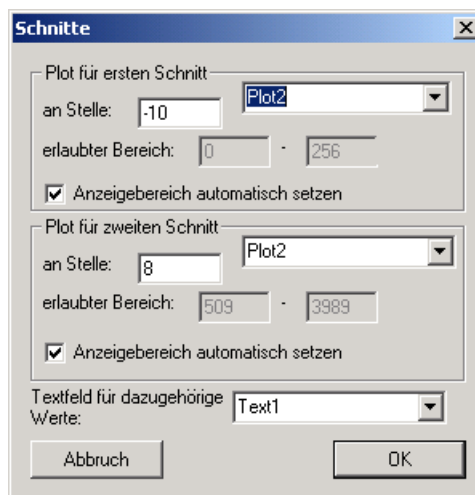 Schnitte
Plot für ersten Schnitt
an Stelle: -10 Plot2
erlaubter Bereich: 0 - 256
Anzeigebereich automatisch setzen
Plot für zweiten Schnitt
an Stelle: 8 Plot2
erlaubter Bereich: 509 - 3989
Anzeigebereich automatisch setzen
Textfeld für dazugehörige
Werte: Text1
Abbruch OK